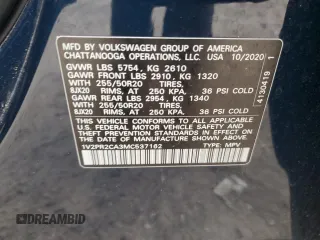 MFD BY VOLKSWAGEN GROUP OF AMERICA
CHATTANOOGA OPERATIONS, LLC. USA 10/2020
GVWR LBS 5754, KG 2610
GAWR FRONT LBS 2910, KG 1320
WITH 255/50R20 TIRES,
8JX20 RIMS, AT 250 KPA, 36 PSI COLD
GAWR REAR LBS 2954, KG 1340
WITH 255/50R20 TIRES,
8JX20 RIMS, AT 250 KPA, 36 PSI COLD
THIS VEHICLE CONFORMS TO ALL APPLICABLE
U.S. FEDERAL MOTOR VEHICLE SAFETY STANDARDS
IN EFFECT ON THE DATE OF MANUFACTURE
SHOWN ABOVE.
1V2PR2CA3MC537182 TYPE: MPV
4130419 1
© AUTOBIDMASTER